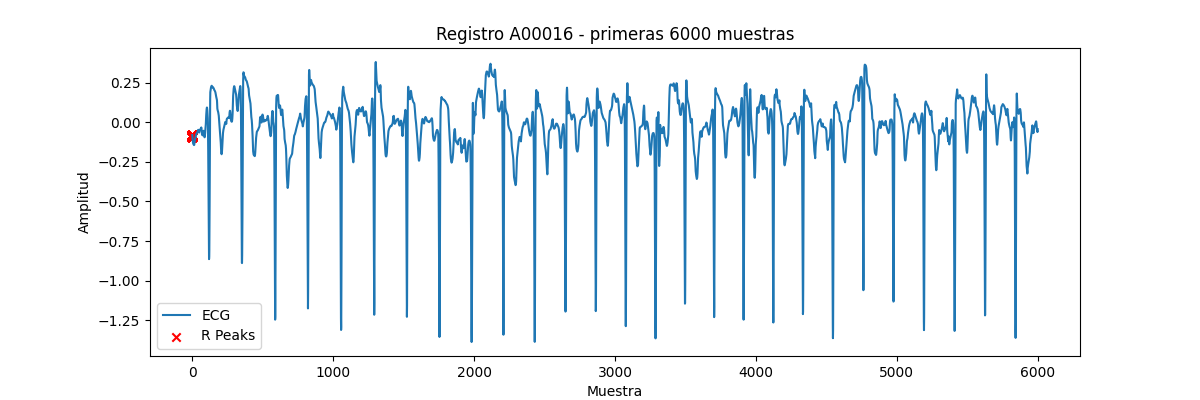 Registro A00016 - primeras 6000 muestras
Amplitud
0.25
0.00
−0.25
−0.50
−0.75
−1.00
−1.25
ECG
R Peaks
0 1000 2000 3000 4000 5000 6000
Muestra